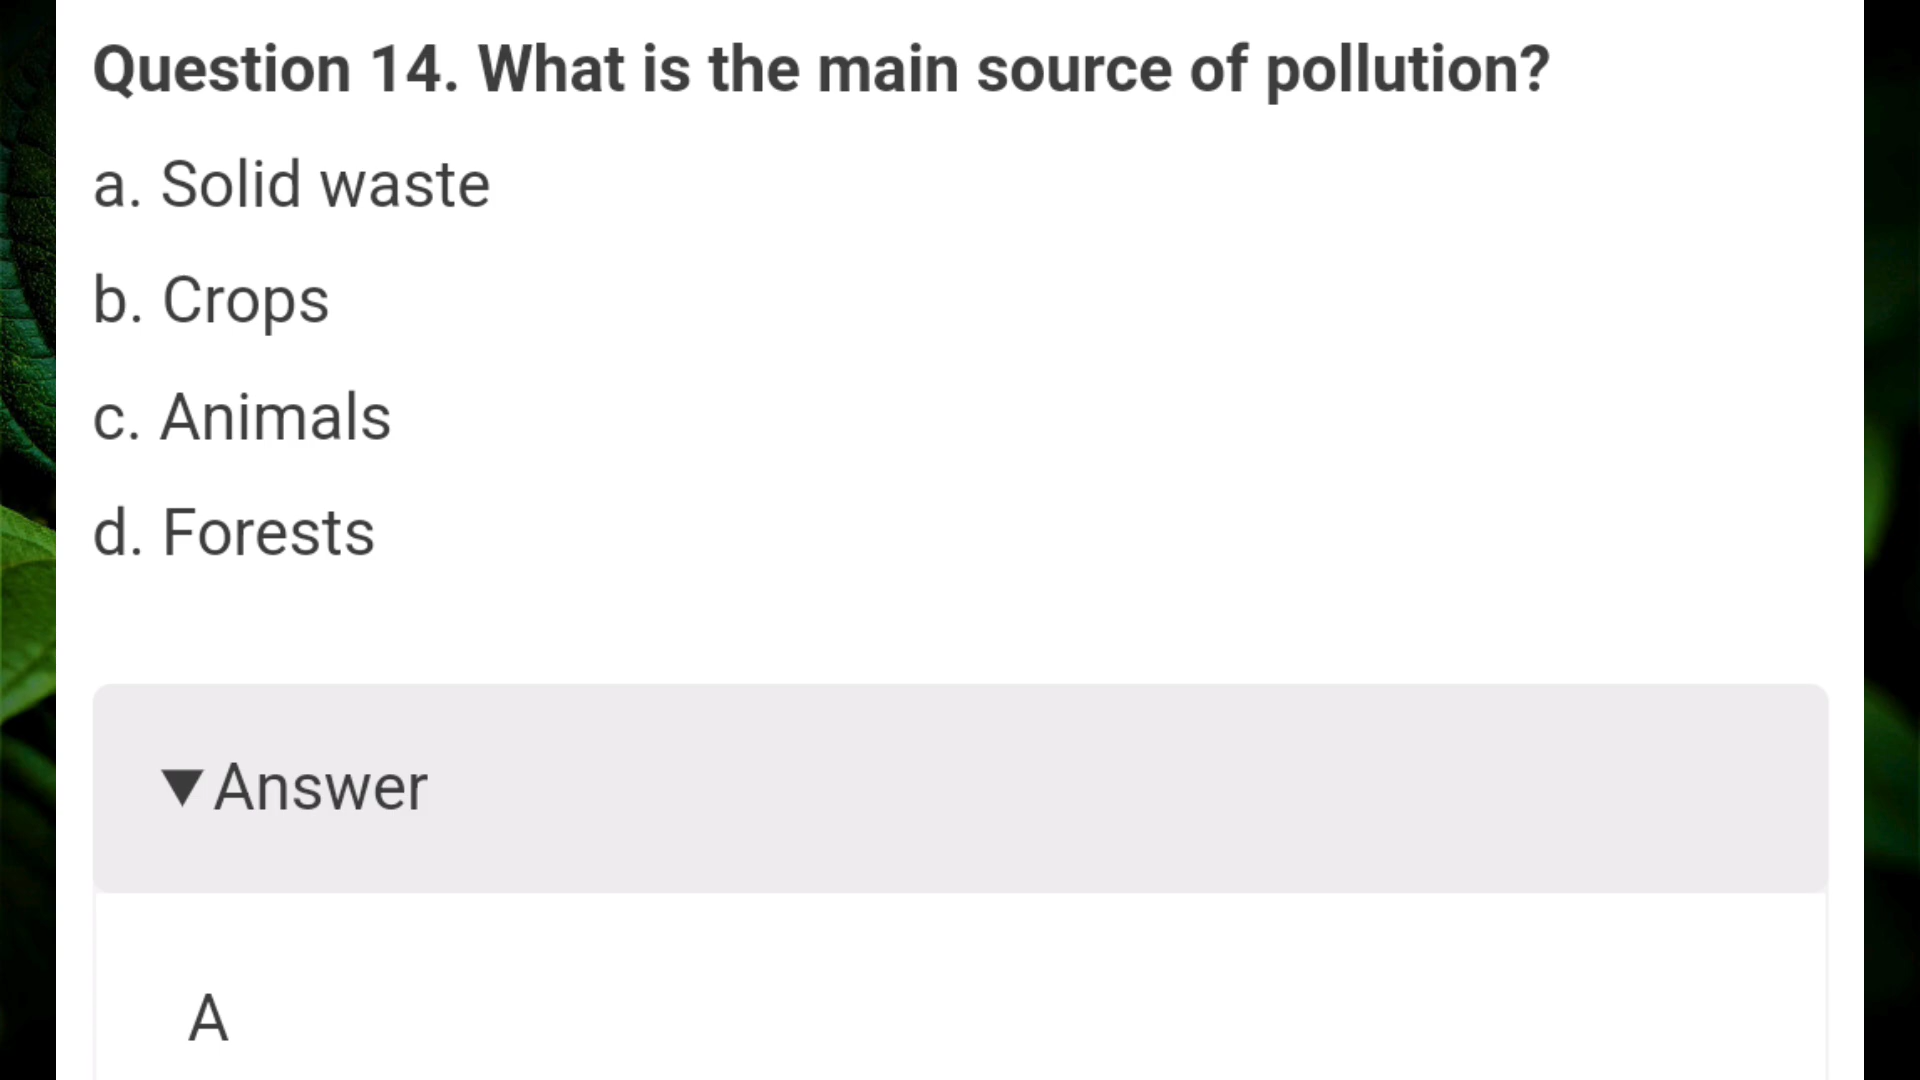 Question 14. What is the main source of pollution?
a. Solid waste
b. Crops
c. Animals
d. Forests
▼Answer
A